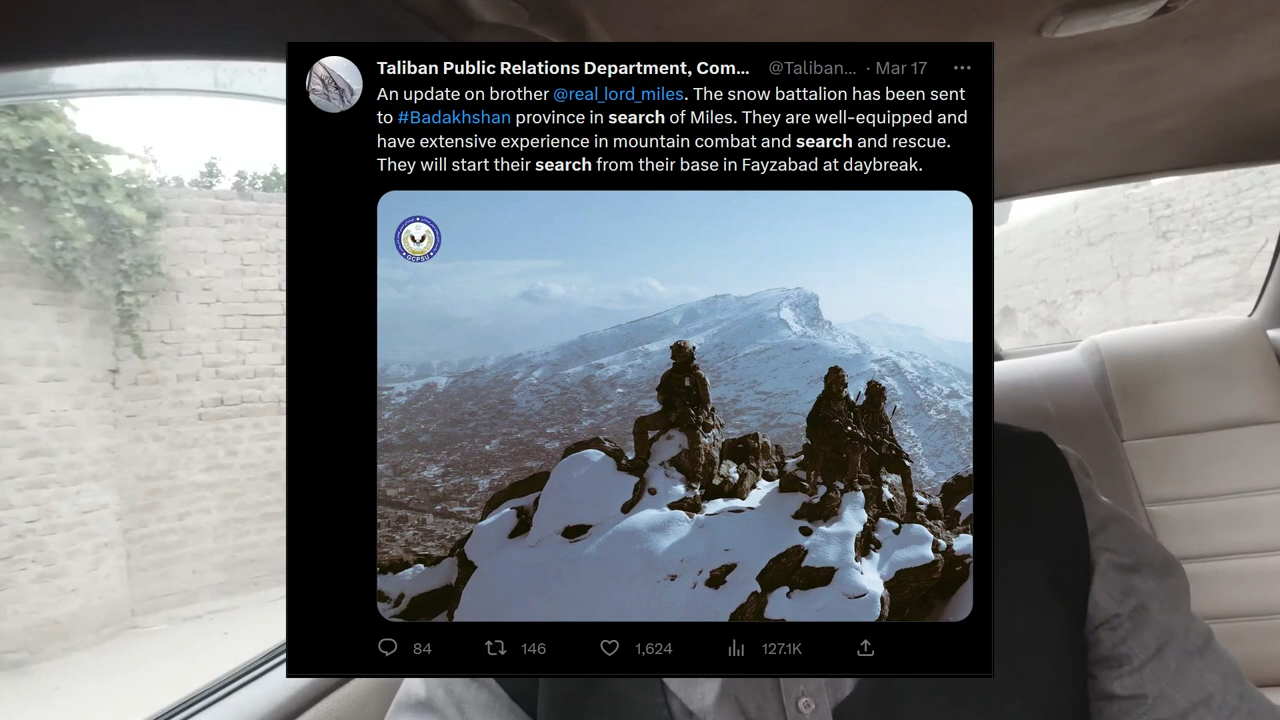 Taliban Public Relations Department, Com... @Taliban... · Mar 17
An update on brother @real_lord_miles. The snow battalion has been sent
to #Badakhshan province in search of Miles. They are well-equipped and
have extensive experience in mountain combat and search and rescue.
They will start their search from their base in Fayzabad at daybreak.
GCPSU
84 146 1,624 127.1K